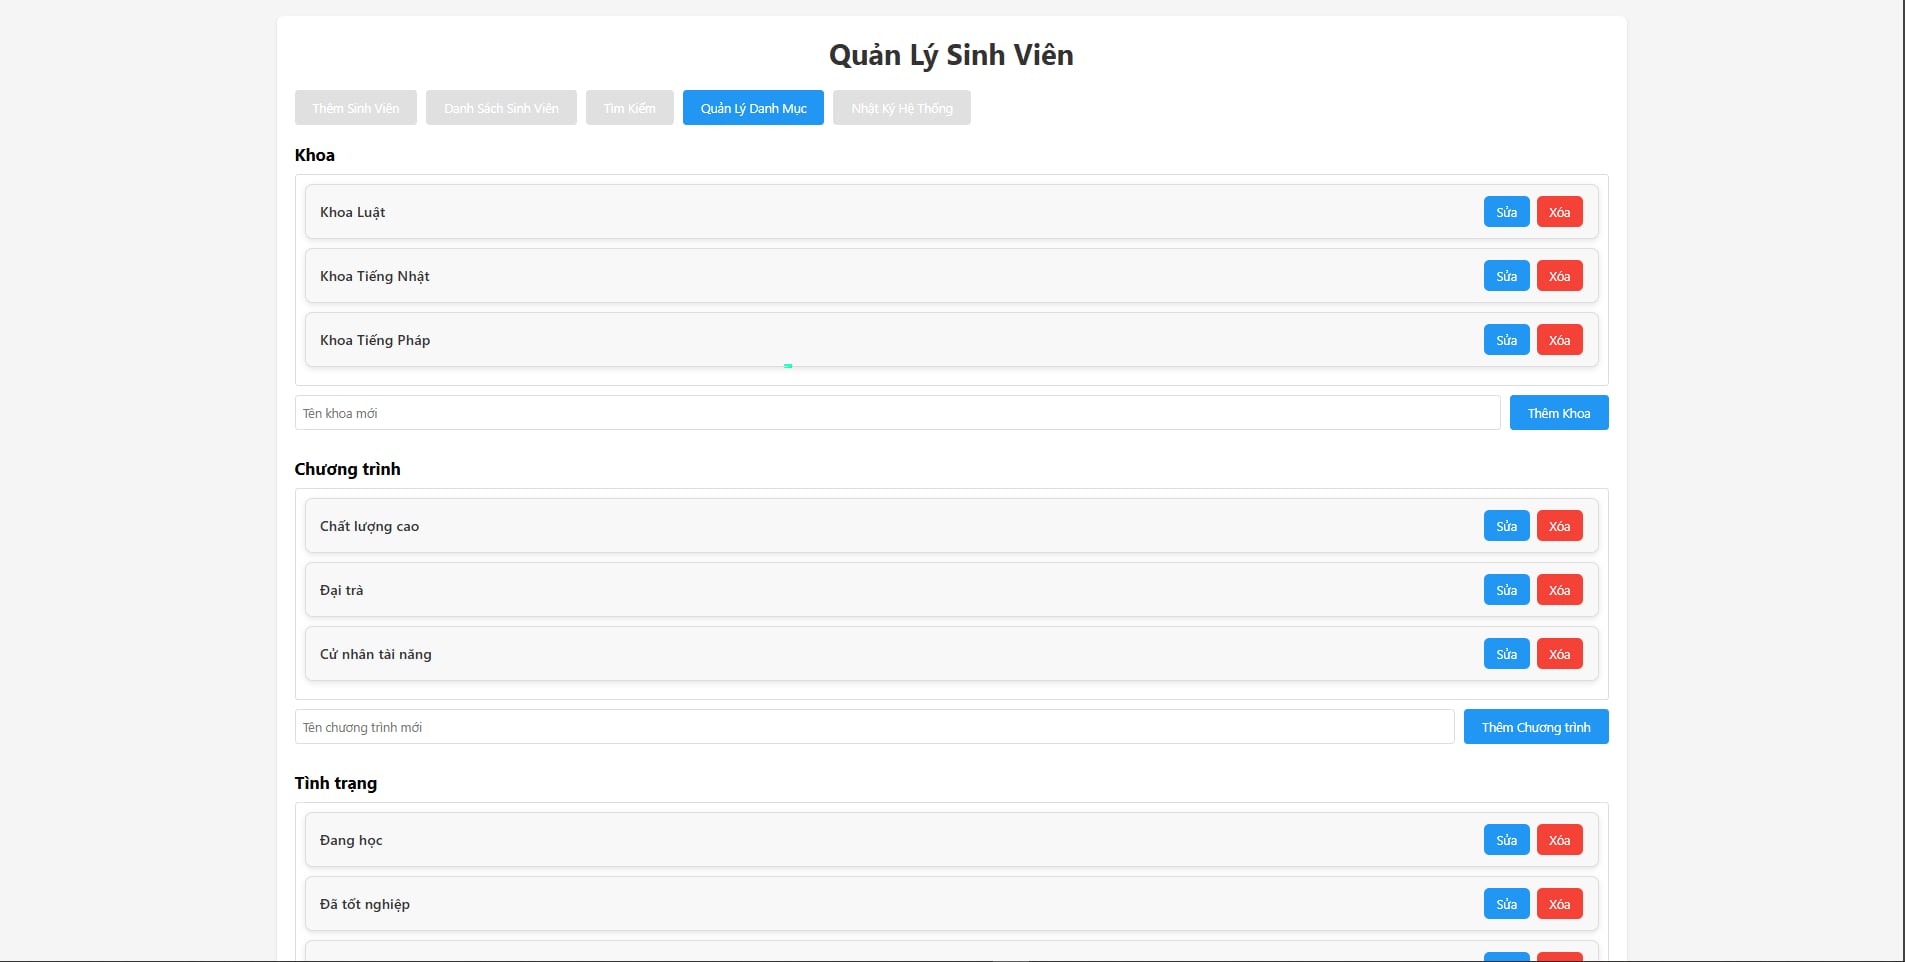 Quản Lý Sinh Viên
Thêm Sinh Viên Danh Sách Sinh Viên Tìm Kiếm Quản Lý Danh Mục Nhật Ký Hệ Thống
Khoa
Khoa Luật Sửa Xóa
Khoa Tiếng Nhật Sửa Xóa
Khoa Tiếng Pháp Sửa Xóa
Tên khoa mới Thêm Khoa
Chương trình
Chất lượng cao Sửa Xóa
Đại trà Sửa Xóa
Cử nhân tài năng Sửa Xóa
Tên chương trình mới Thêm Chương trình
Tình trạng
Đang học Sửa Xóa
Đã tốt nghiệp Sửa Xóa